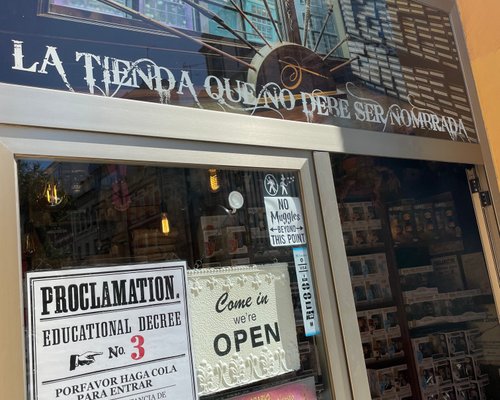 LA TIENDA QUE NO DEBE SER NOMBRADA
NO
Muggles
BEYOND
THIS POINT
PROCLAMATION.
EDUCATIONAL DECREE
No. 3
PORFAVOR HAGA COLA
PARA ENTRAR
Come in
we're
OPEN